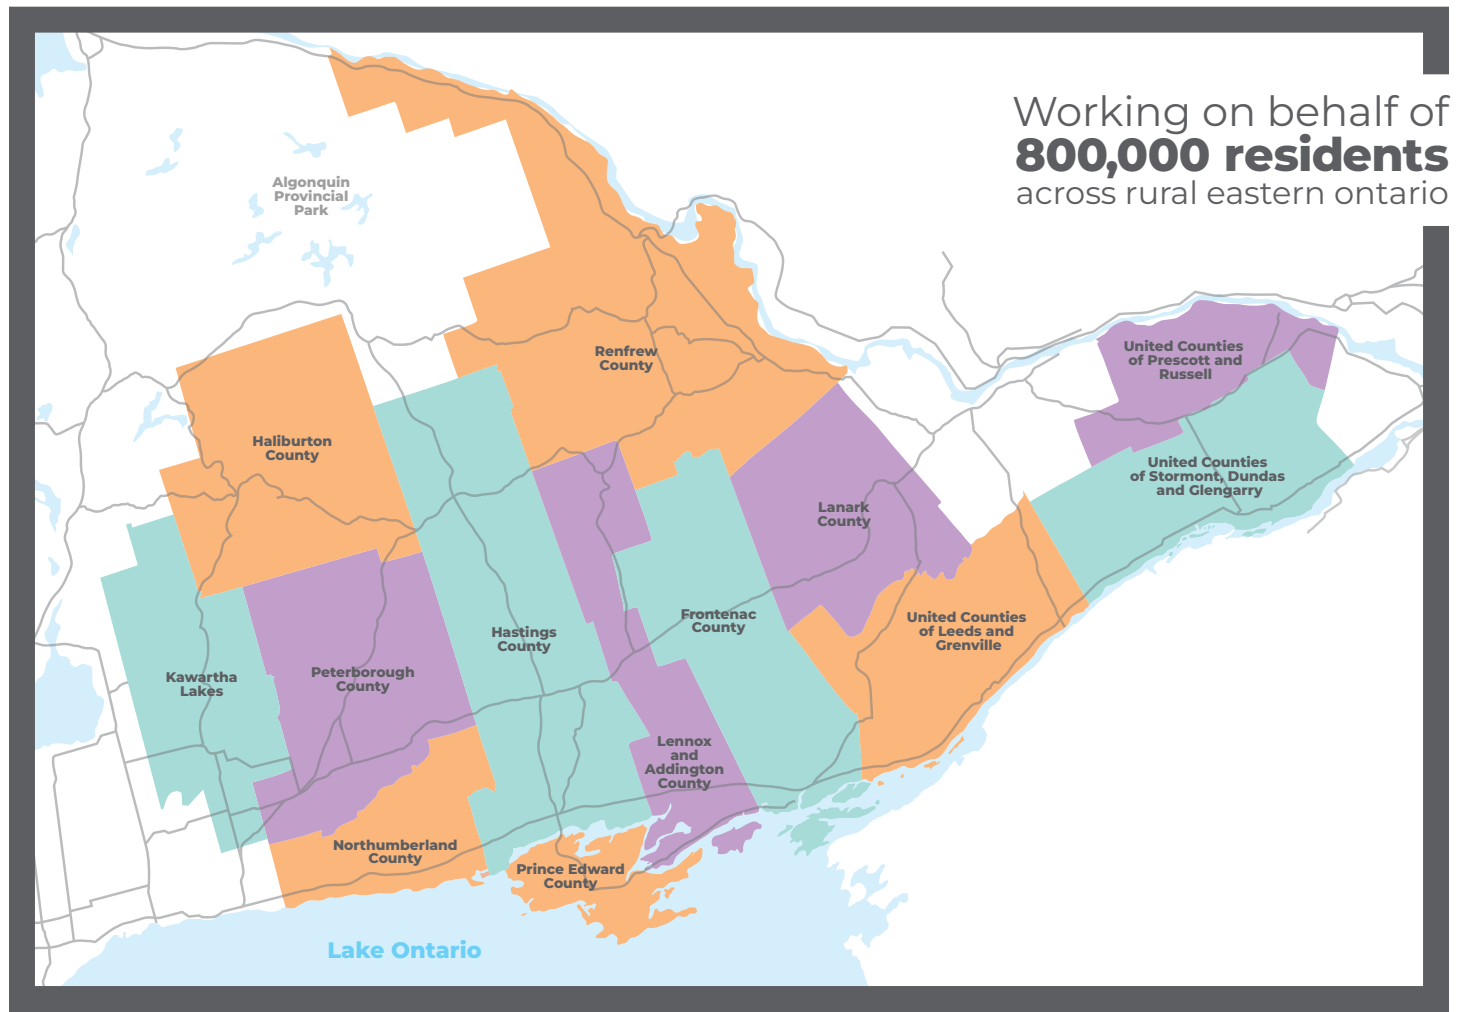 Working on behalf of
800,000 residents
across rural eastern ontario
Algonquin
Provincial
Park
Renfrew
County
United Counties
of Prescott and
Russell
Haliburton
County
United Counties
of Stormont, Dundas
and Glengarry
Lanark
County
Frontenac
County
United Counties
of Leeds and
Grenville
Hastings
County
Peterborough
County
Kawartha
Lakes
Lennox
and
Addington
County
Northumberland
County
Prince Edward
County
Lake Ontario